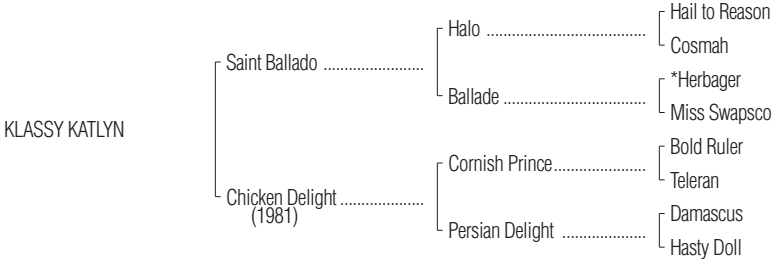 Hail to Reason
Halo ......................................
Cosmah
Saint Ballado ........................
*Herbager
Ballade ..................................
Miss Swapsco
KLASSY KATLYN
Bold Ruler
Cornish Prince......................
Teleran
Chicken Delight ....................
(1981)
Damascus
Persian Delight ....................
Hasty Doll